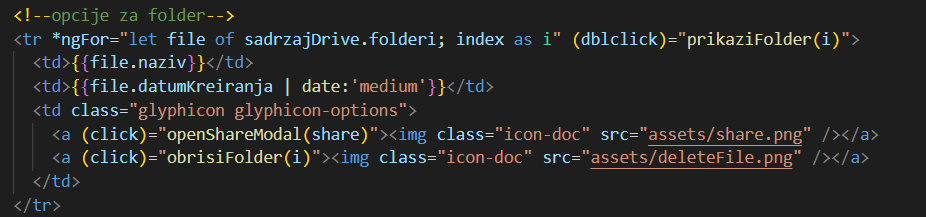 <!--opcije za folder-->
<tr *ngFor="let file of sadrzajDrive.folderi; index as i" (dblclick)="prikaziFolder(i)">
  <td>{{file.naziv}}</td>
  <td>{{file.datumKreiranja | date:'medium'}}</td>
  <td class="glyphicon glyphicon-options">
    <a (click)="openShareModal(share)"><img class="icon-doc" src="assets/share.png" /></a>
    <a (click)="obrisiFolder(i)"><img class="icon-doc" src="assets/deleteFile.png" /></a>
  </td>
</tr>